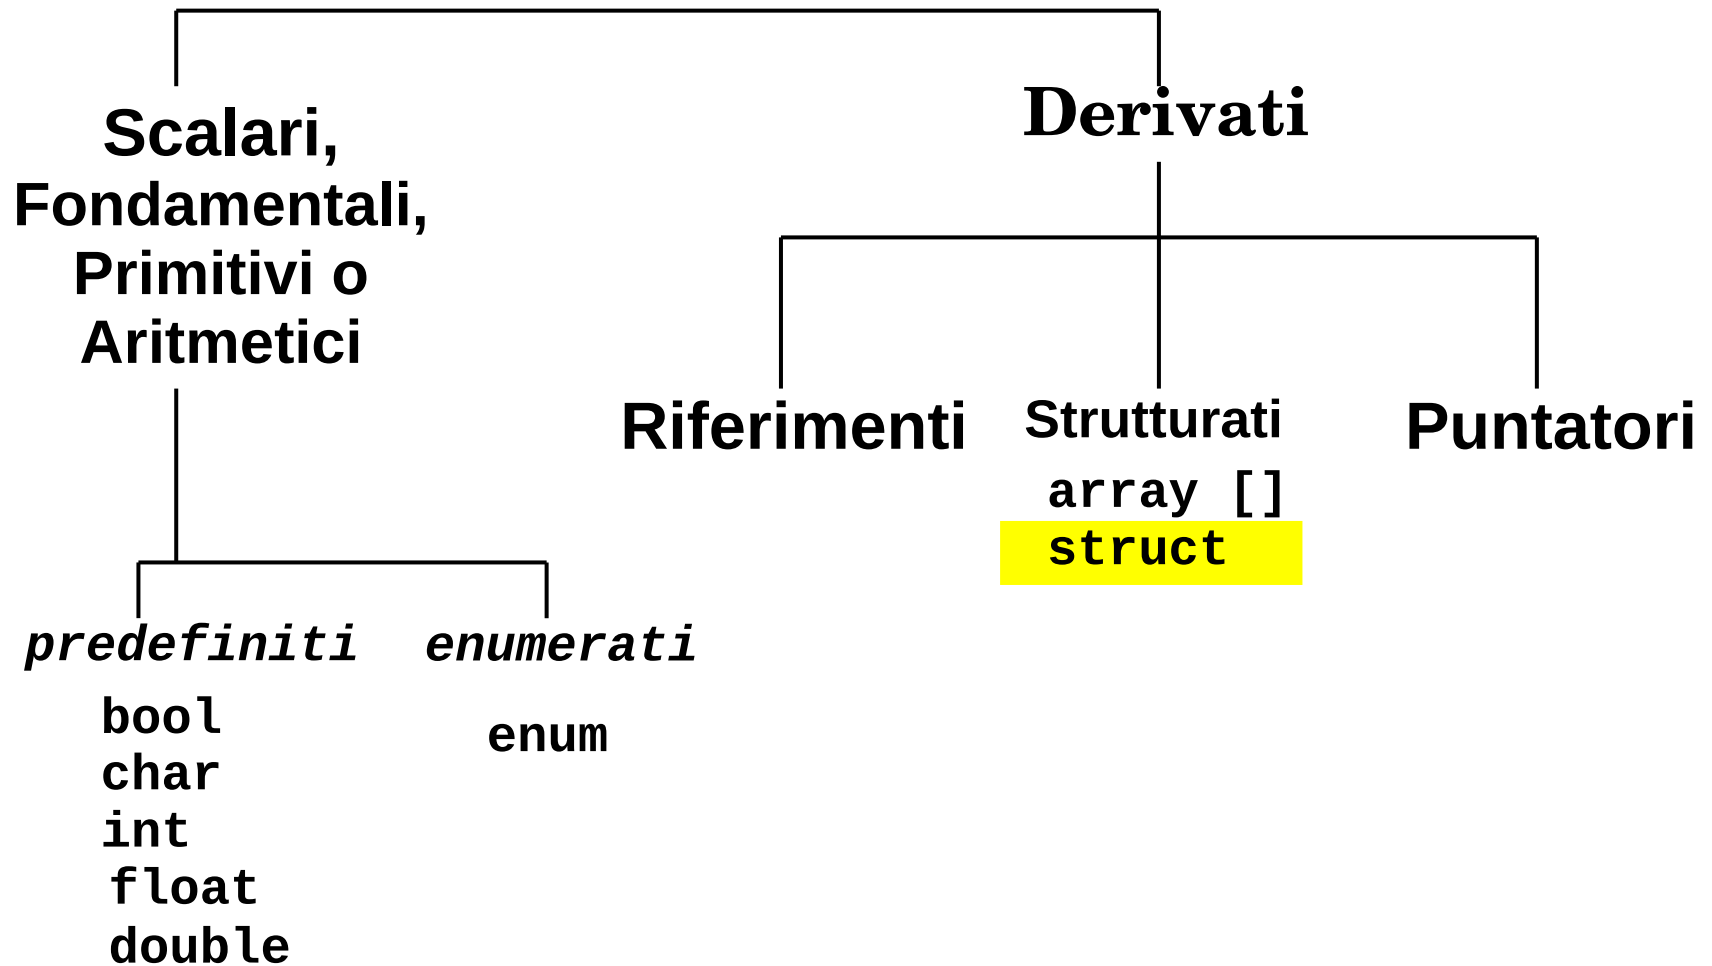 Scalari,
Fondamentali,
Primitivi o
Aritmetici
Derivati
Riferimenti
Strutturati
array []
struct
Puntatori
predefiniti
bool
char
int
float
double
enumerati
enum